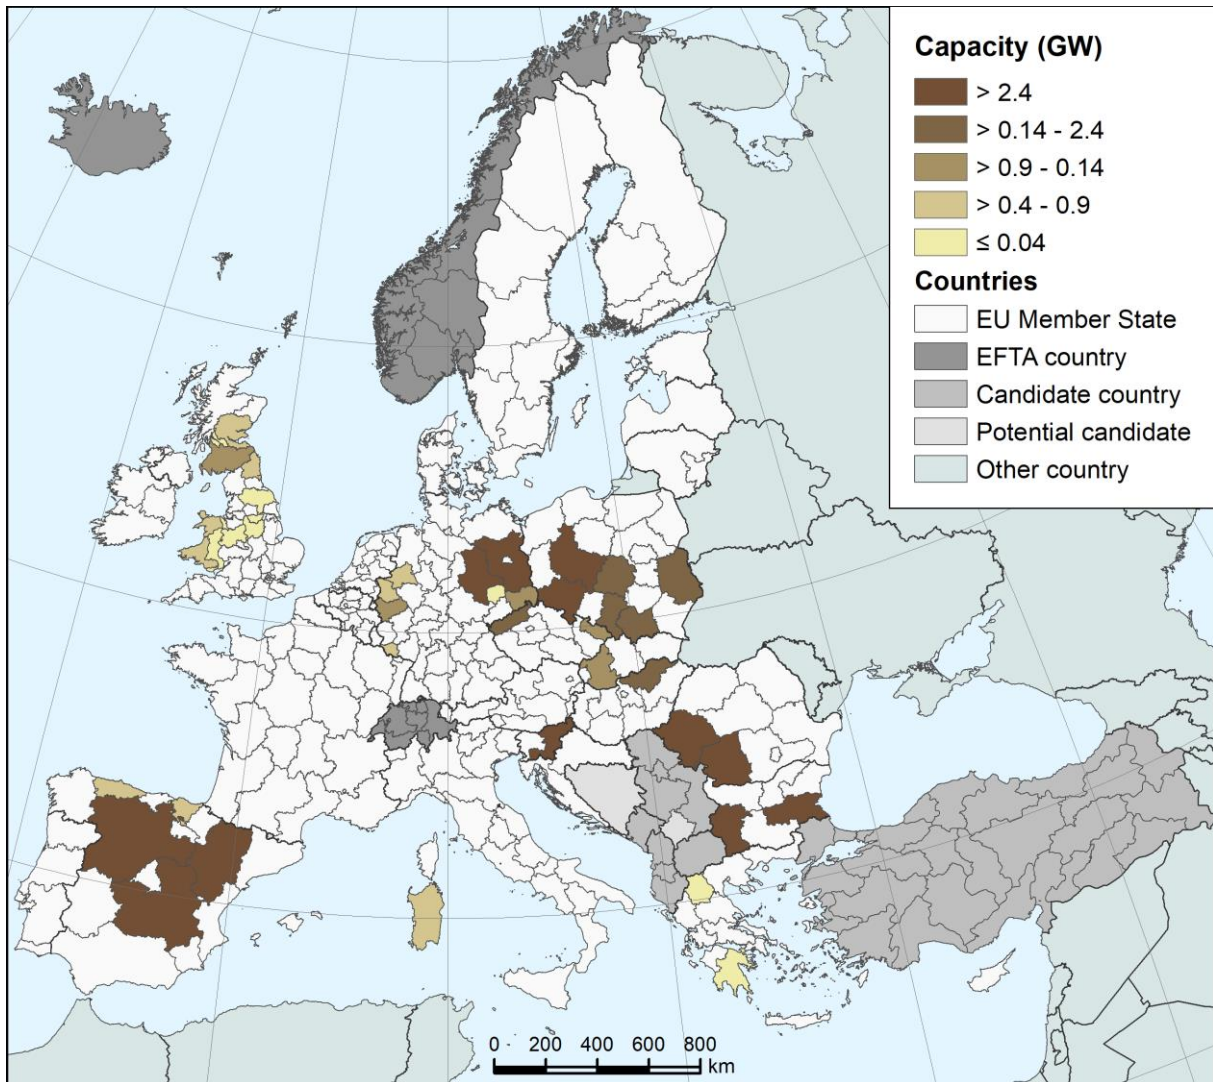 Capacity (GW)
> 2.4
> 0.14 - 2.4
> 0.9 - 0.14
> 0.4 - 0.9
≤ 0.04
Countries
EU Member State
EFTA country
Candidate country
Potential candidate
Other country
0 200 400 600 800
km